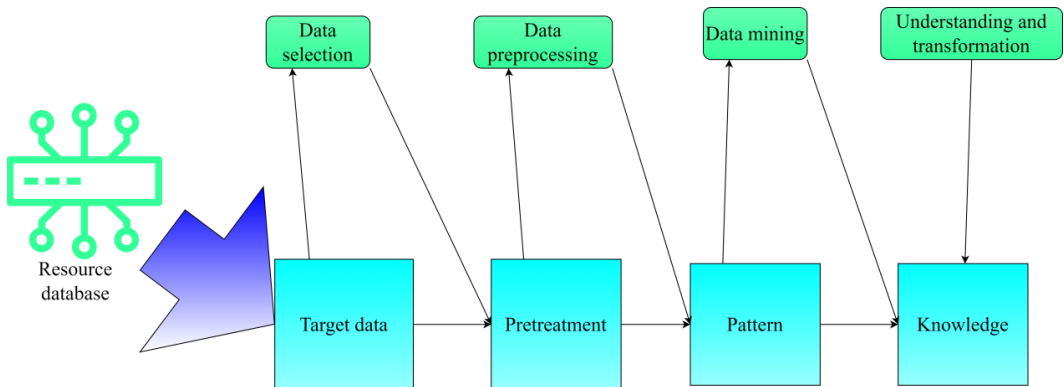 Data
selection
Data
preprocessing
Data mining
Understanding and
transformation
Resource
database
Target data
Pretreatment
Pattern
Knowledge